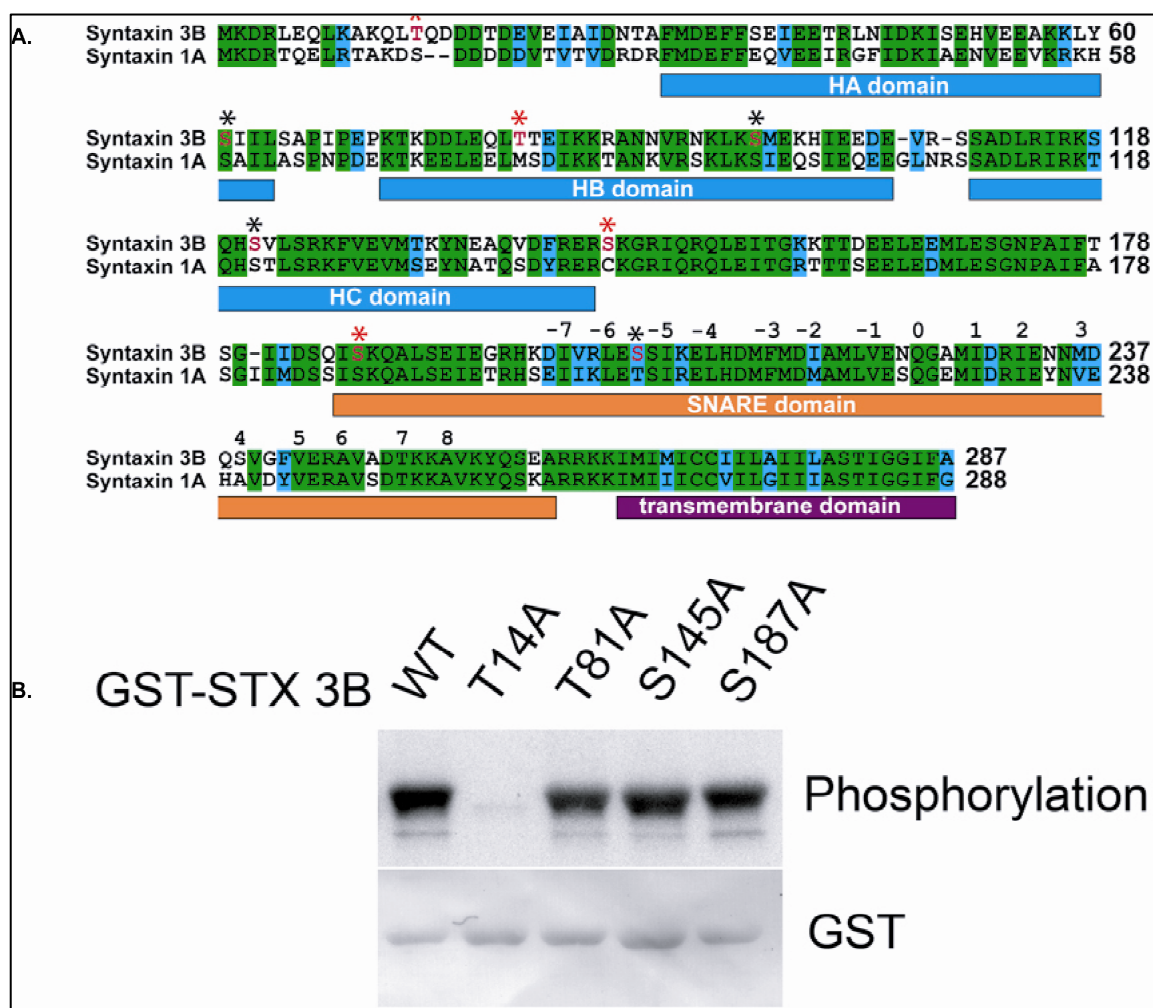 A.
*
Syntaxin 3B MKDRLEQLKAKQLTQDDDTDEVEIAIDNTAFMDEFFSEIEETRLNIDKISEHVEEAKKLY 60
Syntaxin 1A MKDRTQELRTAKDS--DDDDDVTVTVDRDRFMDEFFEQVEEIRGFIDKIAENVEEVKRKH 58
HA domain
* * *
Syntaxin 3B SIILSAPIPEPKTKDDLEQLTTEIKKRANNVRNKLKSMEKHIEEDE-VR-SSADLRIRKS 118
Syntaxin 1A SAILASPNPDEKTKEELEELMSDIKKTANKVRSKLKSIEQSIEQEEGLNRSSADLRIRKT 118
HB domain
* *
Syntaxin 3B QHSVLSRKFVEVMTKYNEAQVDFRERSKGRIQRQLEITGKKTTDEELEEMLESGNPAIFT 178
Syntaxin 1A QHSTLSRKFVEVMSEYNATQSDYRERCKGRIQRQLEITGRTTTSEELEDMLESGNPAIFA 178
HC domain
* -7 -6 * -5 -4 -3 -2 -1 0 1 2 3
Syntaxin 3B SG-IIDSQISKQALSEIEGRHKDIVRLESSIKELHDMFMDIAMLVENQGAMIDRIENNMD 237
Syntaxin 1A SGIIMDSSISKQALSEIETRHSEIIKLETSIRELHDMFMDMAMLVESQGEMIDRIEYNVE 238
SNARE domain
4 5 6 7 8
Syntaxin 3B QSVGFVERAVADTKKAVKYQSEARRKKIMIMICCIILAIILASTIGGIFA 287
Syntaxin 1A HAVDYVERAVSDTKKAVKYQSKARRKKIMIIICCVILGIIIASTIGGIFG 288
transmembrane domain
B.
GST-STX 3B WT T14A T81A S145A S187A
Phosphorylation
GST